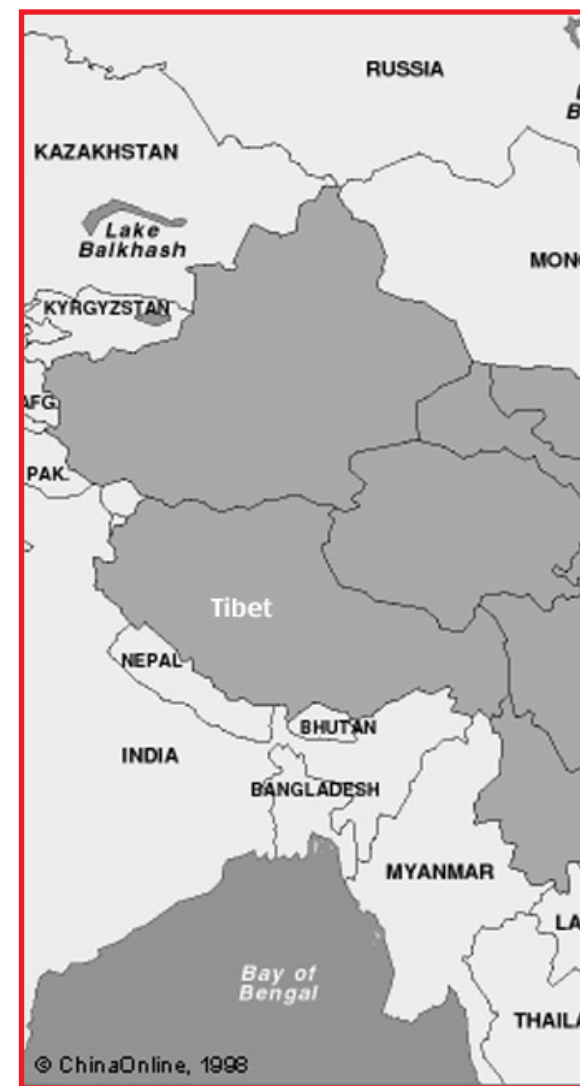 RUSSIA
B
KAZAKHSTAN
Lake
Balkhash
MONG
KYRGYZSTAN
AFG.
PAK.
Tibet
NEPAL
BHUTAN
INDIA
BANGLADESH
MYANMAR
LA
Bay of
Bengal
THAILA
© ChinaOnline, 1998